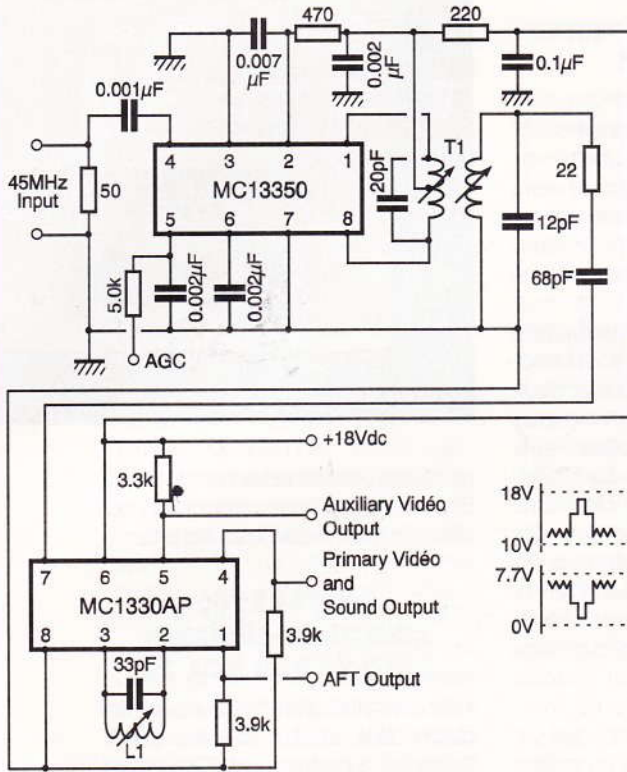 470
220
0.007
µF
0.002
µF
0.1µF
0.001µF
4 3 2 1
MC13350
5 6 7 8
45MHz
Input
50
20pF
T1
22
12pF
68pF
5.0k
0.002µF
0.002µF
AGC
+18Vdc
3.3k
Auxiliary Vidéo
Output
Primary Vidéo
and
Sound Output
18V
10V
7.7V
0V
7 6 5 4
MC1330AP
8 3 2 1
3.9k
33pF
L1
AFT Output
3.9k